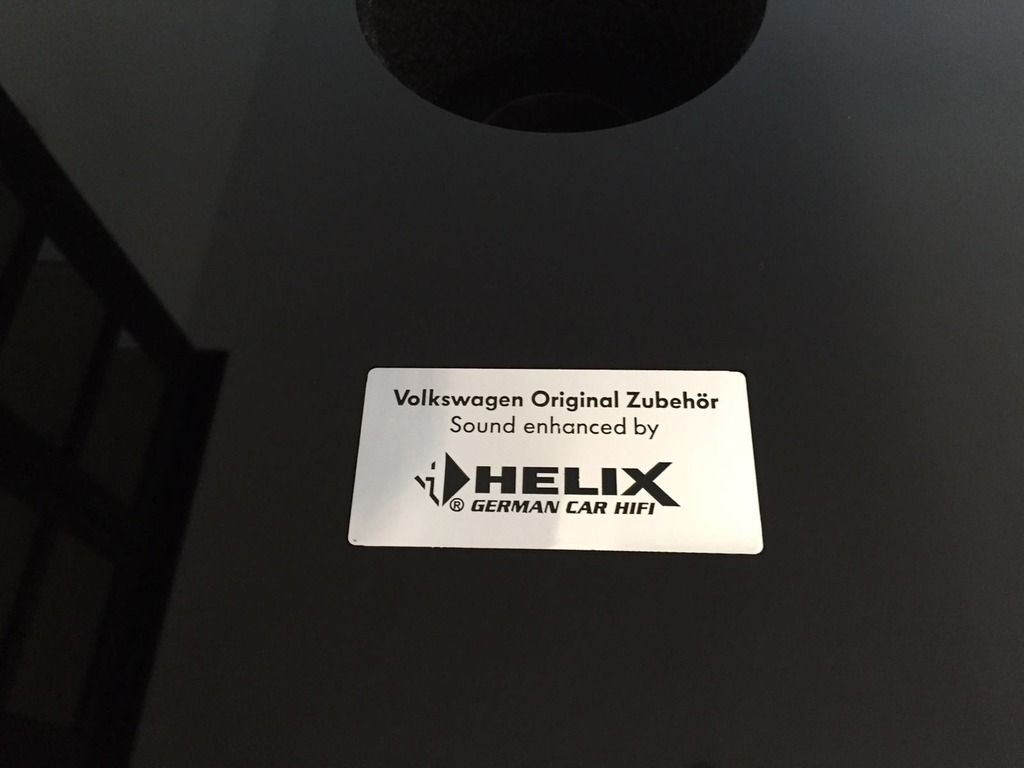 Volkswagen Original Zubehör
Sound enhanced by
HELIX
® GERMAN CAR HIFI